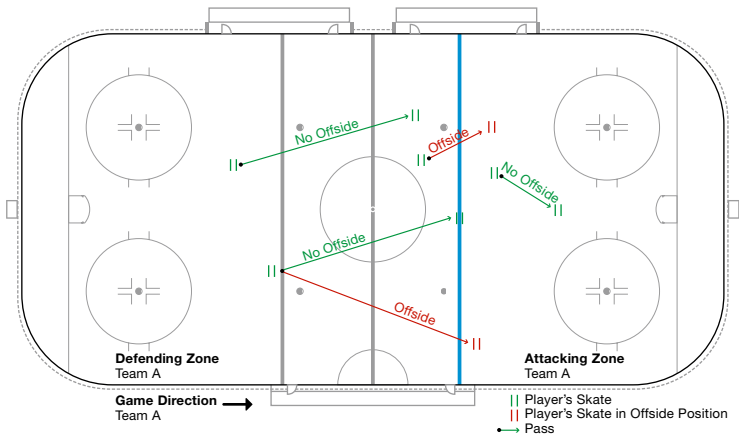 No Offside
Offside
No Offside
No Offside
Offside
Defending Zone
Team A
Attacking Zone
Team A
Game Direction
Team A
Player's Skate
Player's Skate in Offside Position
Pass